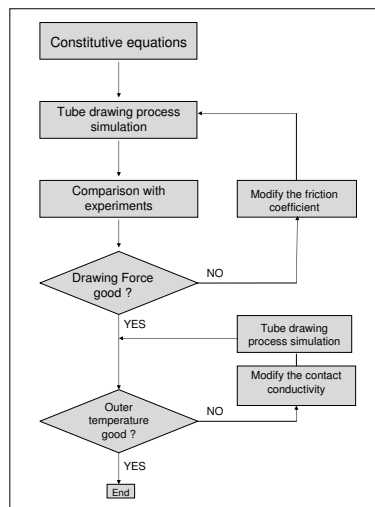 Constitutive equations
Tube drawing process
simulation
Comparison with
experiments
Modify the friction
coefficient
Drawing Force
good ?
NO
YES
Tube drawing
process simulation
Modify the contact
conductivity
Outer
temperature
good ?
NO
YES
End